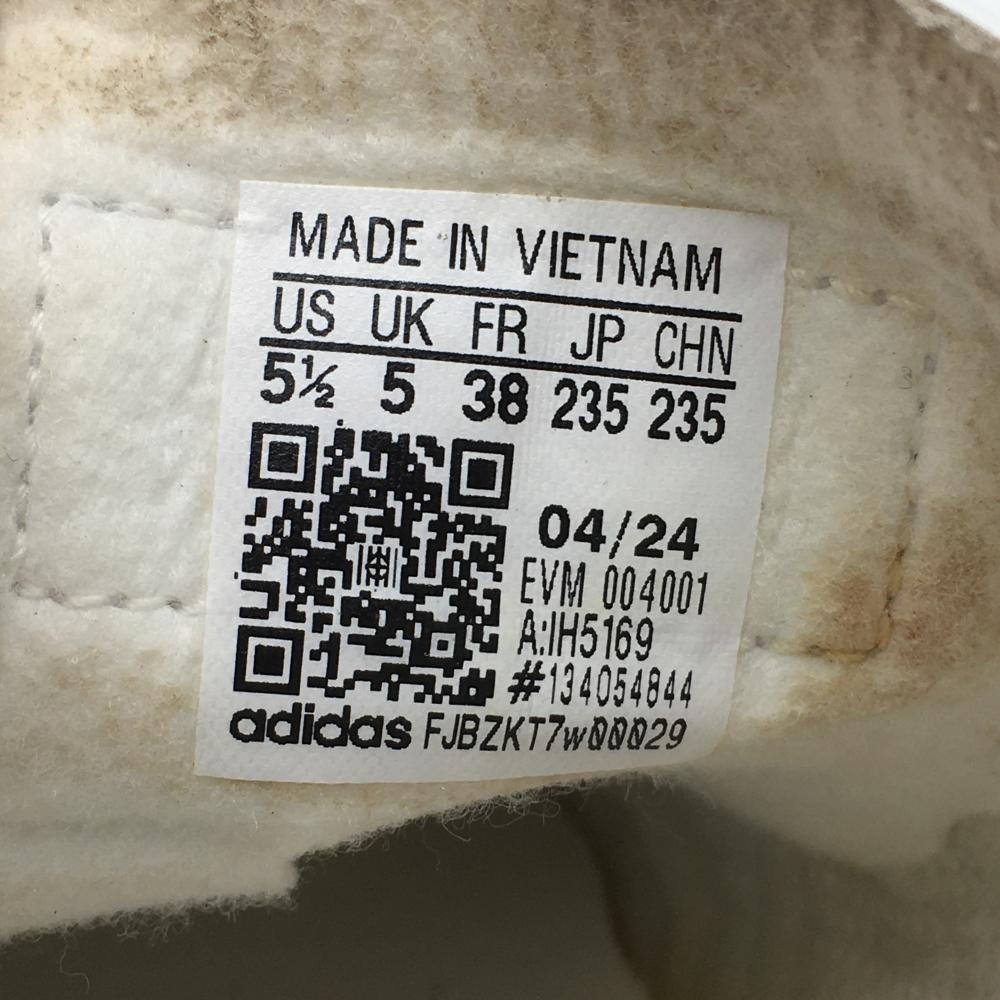 MADE IN VIETNAM
US UK FR JP CHN
5½ 5 38 235 235
04/24
EVM 004001
A:IH5169
#134054844
adidas FJBZKT7w00029